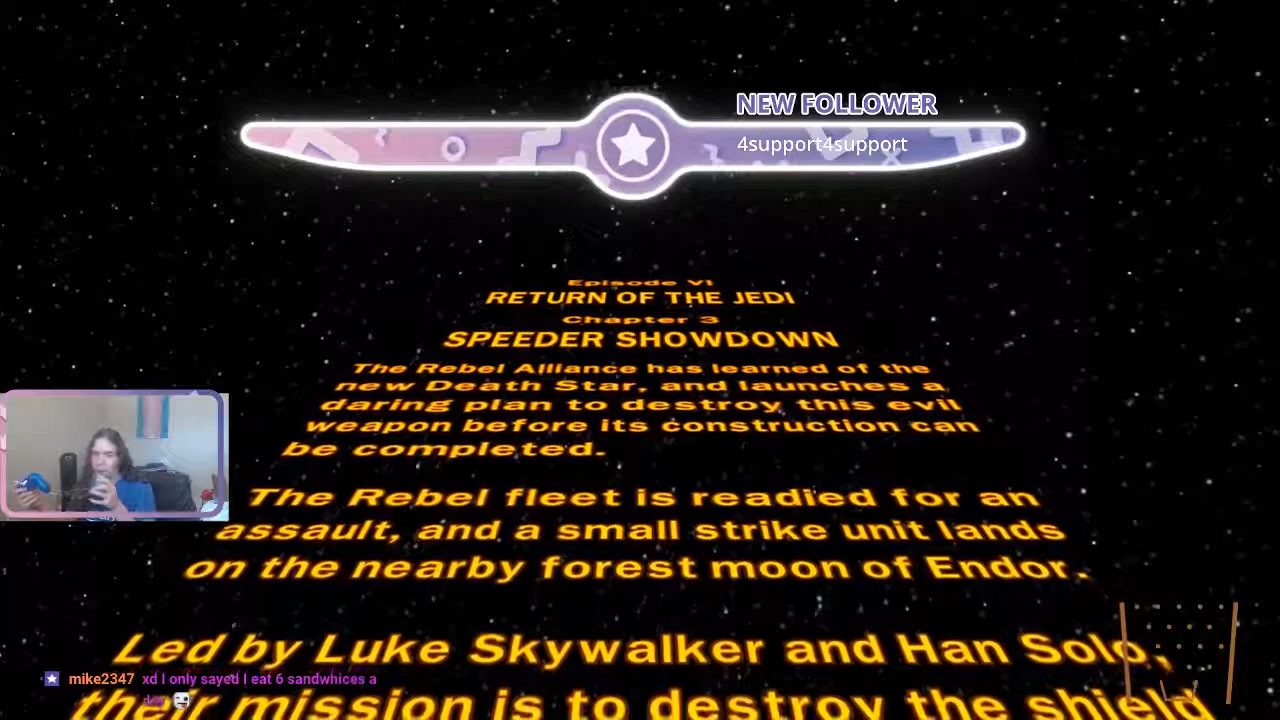 NEW FOLLOWER
4support4support
Episode VI
RETURN OF THE JEDI
Chapter 3
SPEEDER SHOWDOWN
The Rebel Alliance has learned of the
new Death Star, and launches a
daring plan to destroy this evil
weapon before its construction can
be completed.
The Rebel fleet is readied for an
assault, and a small strike unit lands
on the nearby forest moon of Endor.
Led by Luke Skywalker and Han Solo,
their mission is to destroy the shield
mike2347 xd I only sayed I eat 6 sandwhices a
day